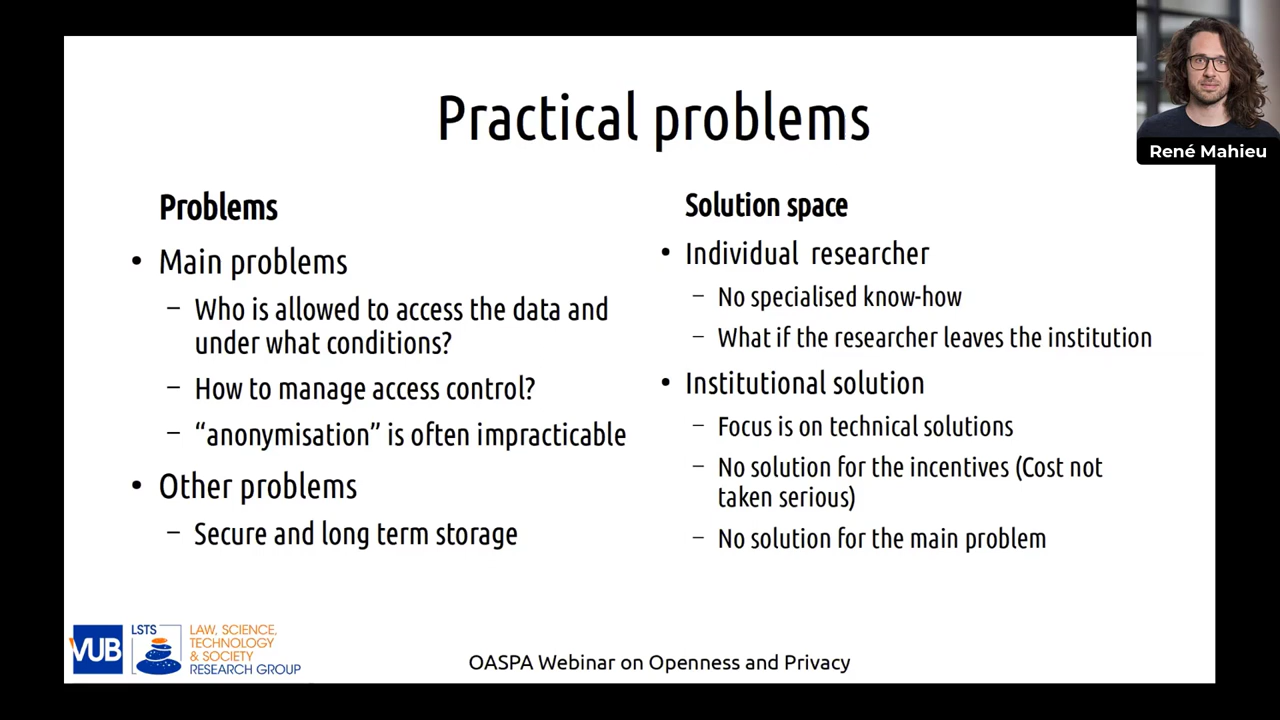 Practical problems
René Mahieu
Problems
• Main problems
– Who is allowed to access the data and
under what conditions?
– How to manage access control?
– “anonymisation” is often impracticable
• Other problems
– Secure and long term storage
Solution space
• Individual researcher
– No specialised know-how
– What if the researcher leaves the institution
• Institutional solution
– Focus is on technical solutions
– No solution for the incentives (Cost not
taken serious)
– No solution for the main problem
VUB
LSTS
LAW, SCIENCE,
TECHNOLOGY
& SOCIETY
RESEARCH GROUP
OASPA Webinar on Openness and Privacy